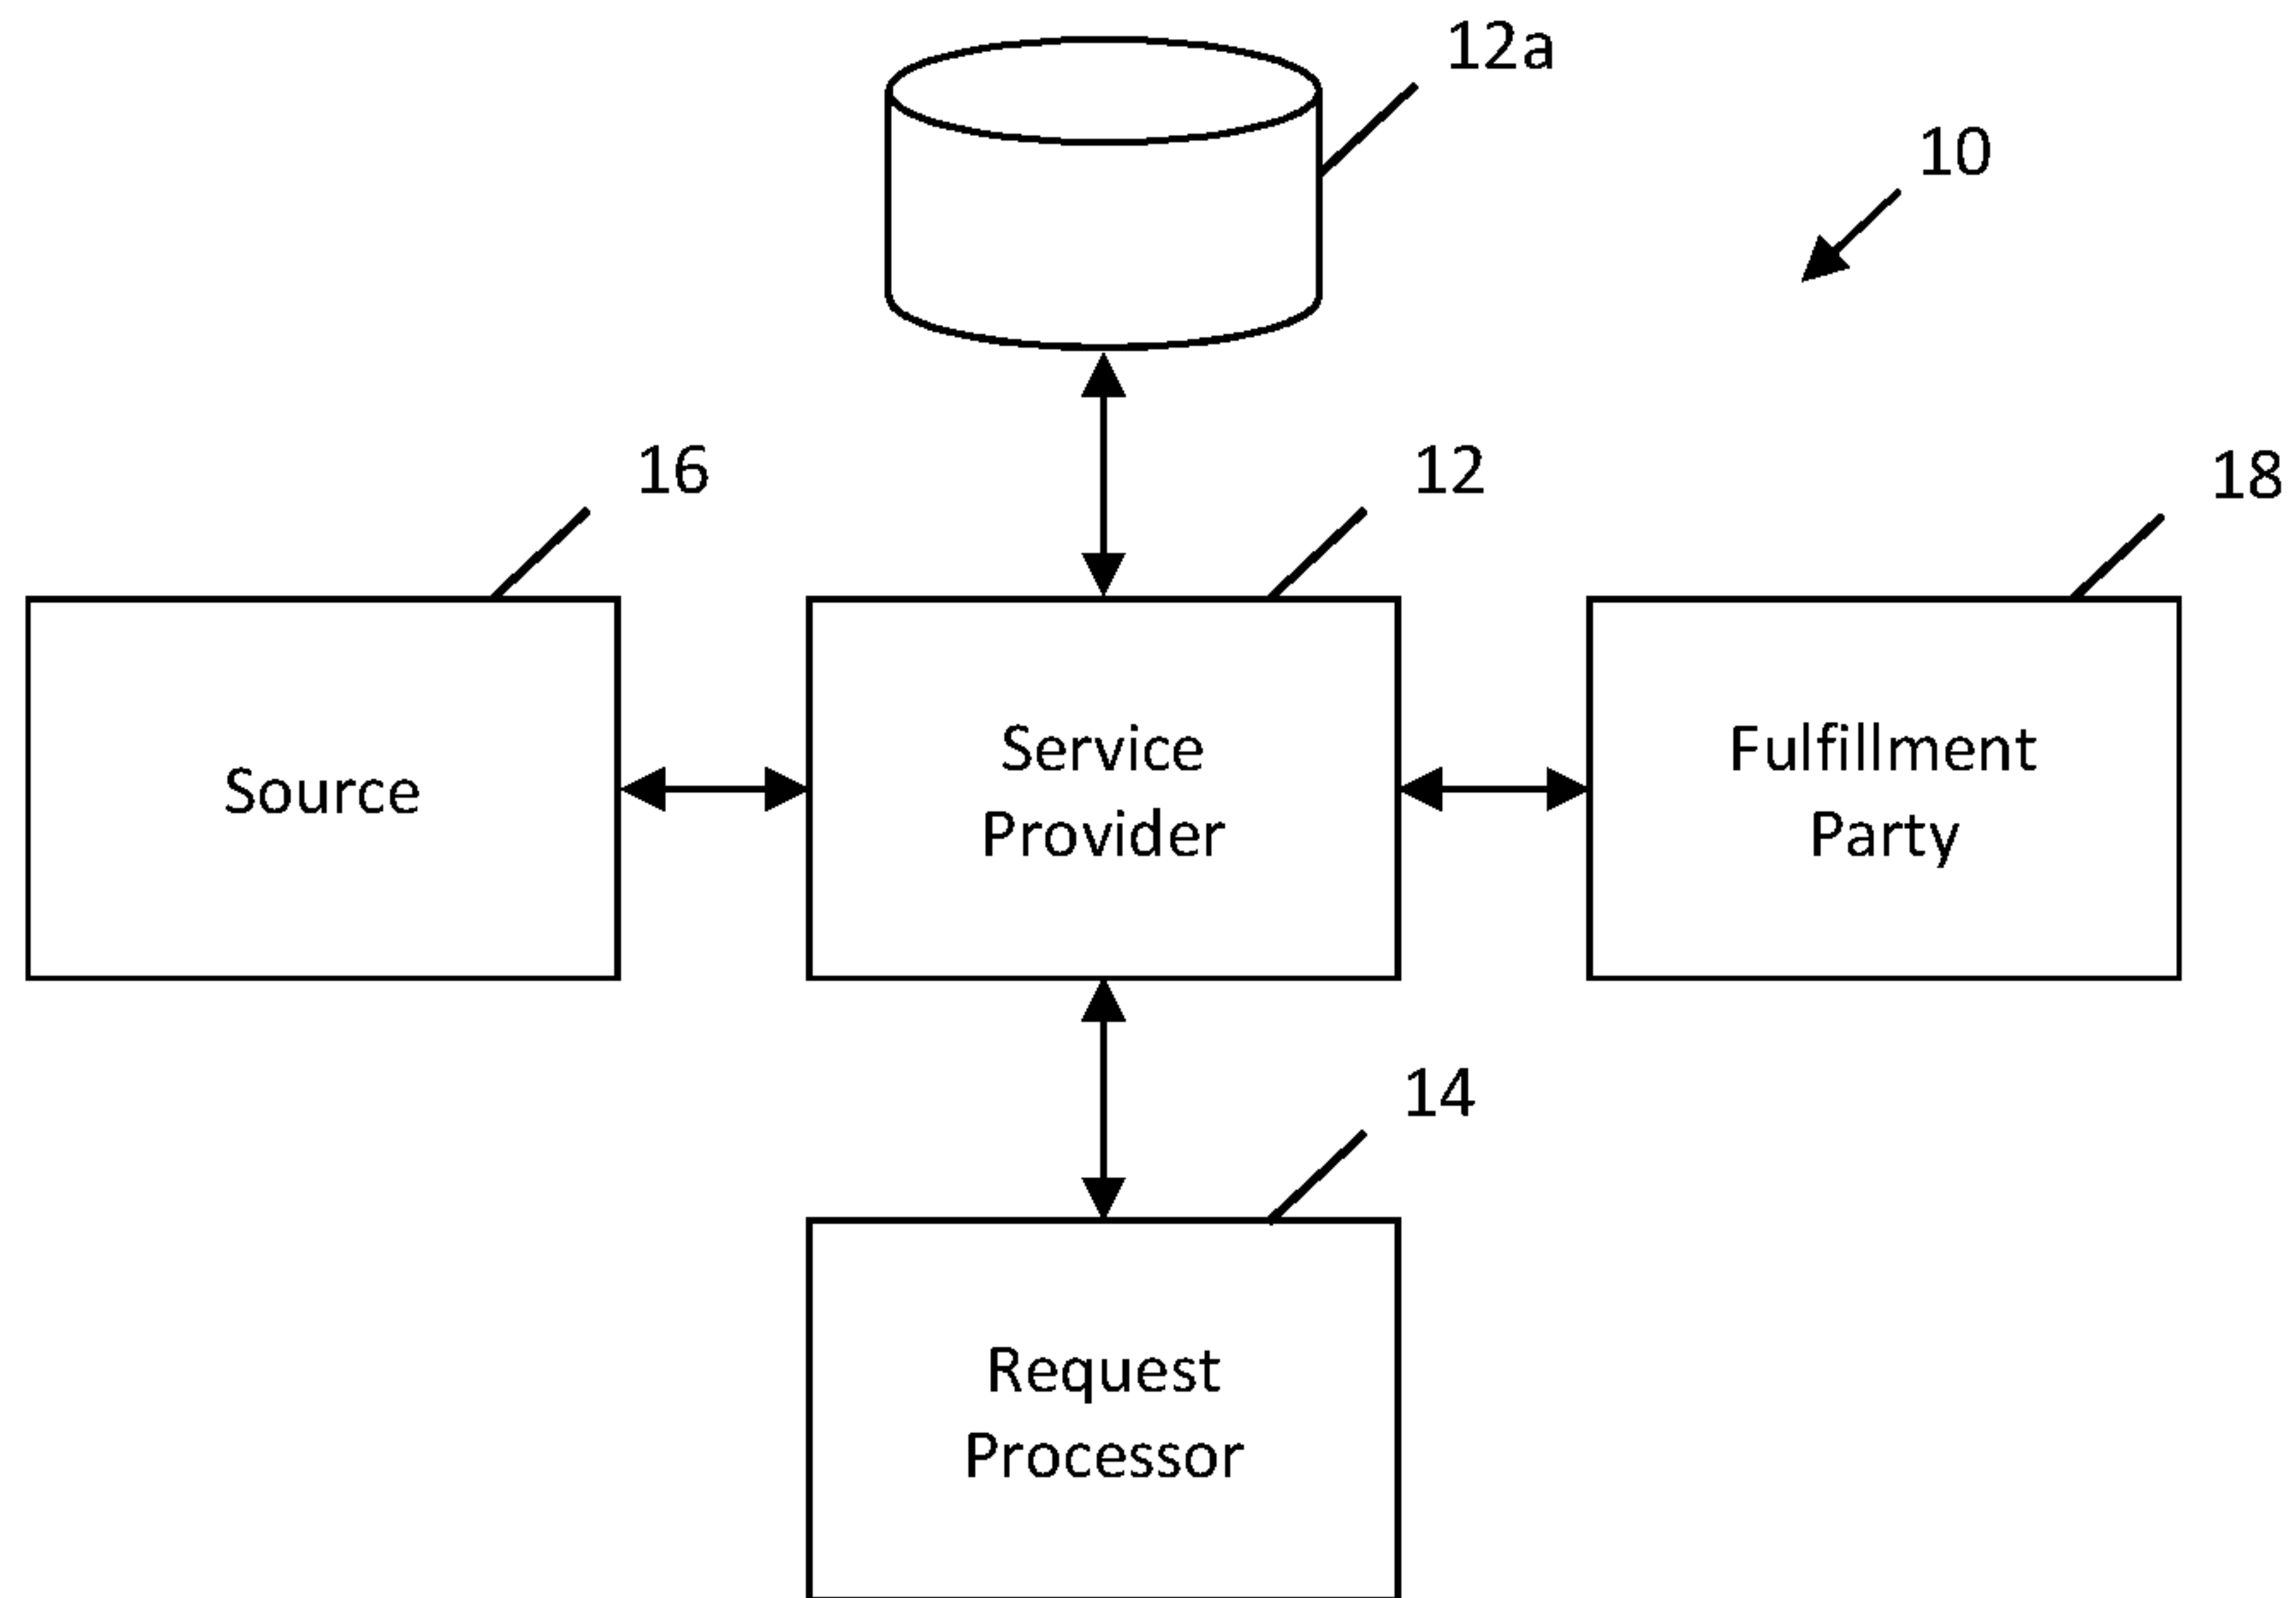 12a
10
16
12
18
Source
Service
Provider
Fulfillment
Party
14
Request
Processor